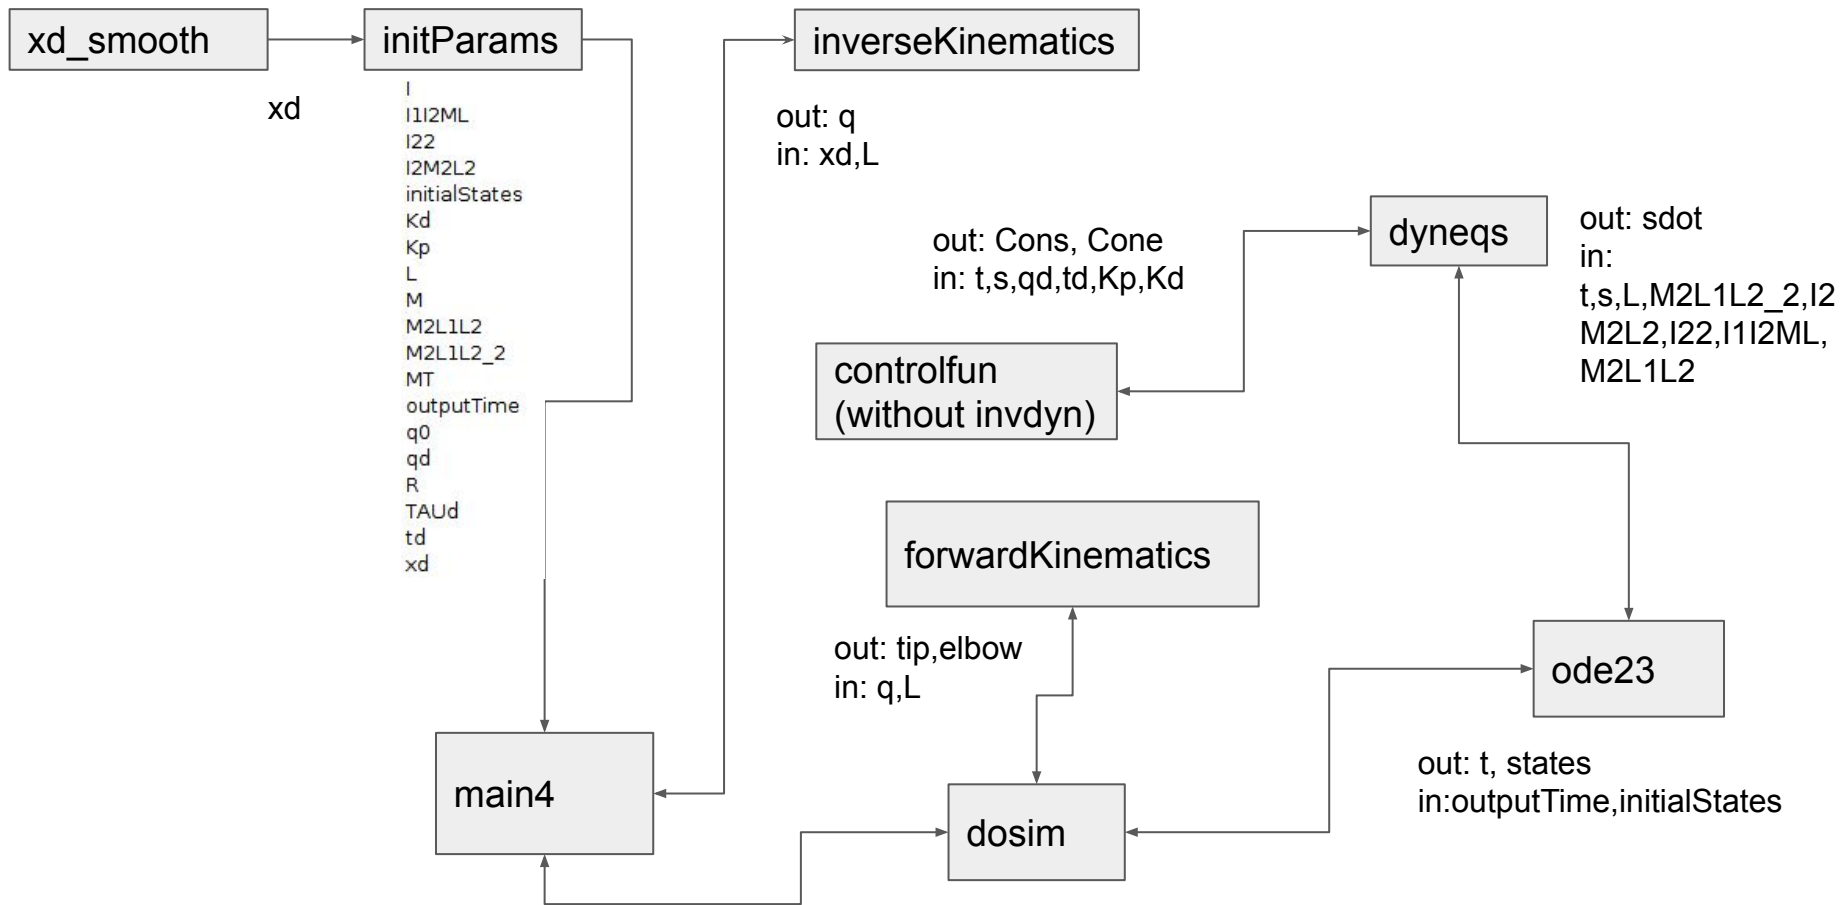 xd_smooth
initParams
inverseKinematics
xd
I
I1I2ML
I22
I2M2L2
initialStates
Kd
Kp
L
M
M2L1L2
M2L1L2_2
MT
outputTime
q0
qd
R
TAUd
td
xd
out: q
in: xd,L
out: Cons, Cone
in: t,s,qd,td,Kp,Kd
dyneqs
out: sdot
in:
t,s,L,M2L1L2_2,I2
M2L2,I22,I1I2ML,
M2L1L2
controlfun
(without invdyn)
forwardKinematics
out: tip,elbow
in: q,L
ode23
out: t, states
in:outputTime,initialStates
main4
dosim